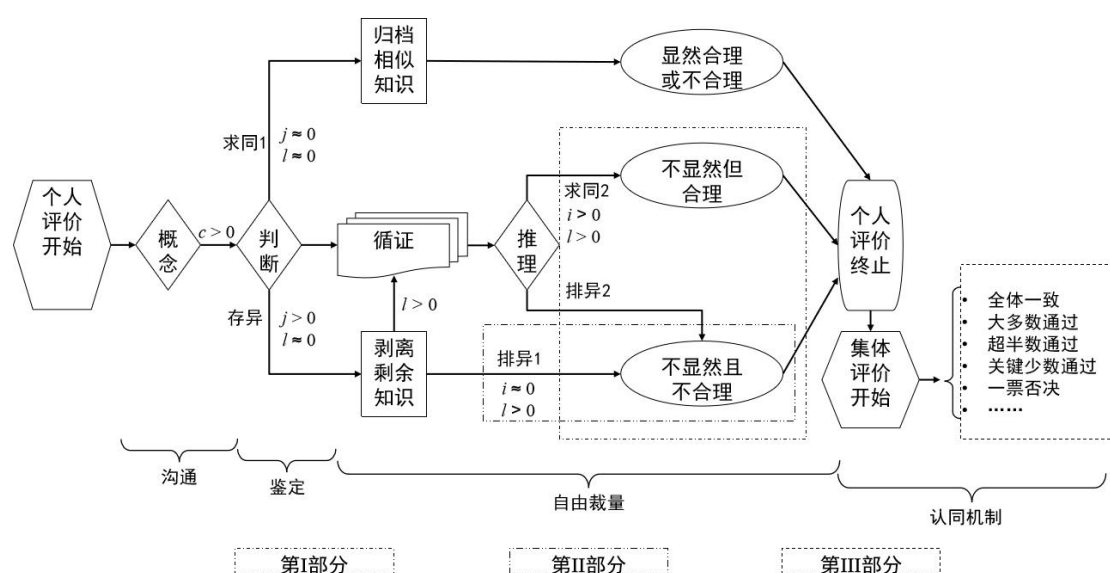 归档
相似
知识
显然合理
或不合理
求同1
j ≈ 0
l ≈ 0
个人
评价
开始
概
念
c > 0
判
断
循证
推
理
求同2
i > 0
l > 0
不显然但
合理
个人
评价
终止
存异
j > 0
l ≈ 0
l > 0
排异2
剥离
剩余
知识
排异1
i ≈ 0
l > 0
不显然且
不合理
集体
评价
开始
• 全体一致
• 大多数通过
• 超半数通过
• 关键少数通过
• 一票否决
• ……
沟通
鉴定
自由裁量
认同机制
第I部分
第II部分
第III部分